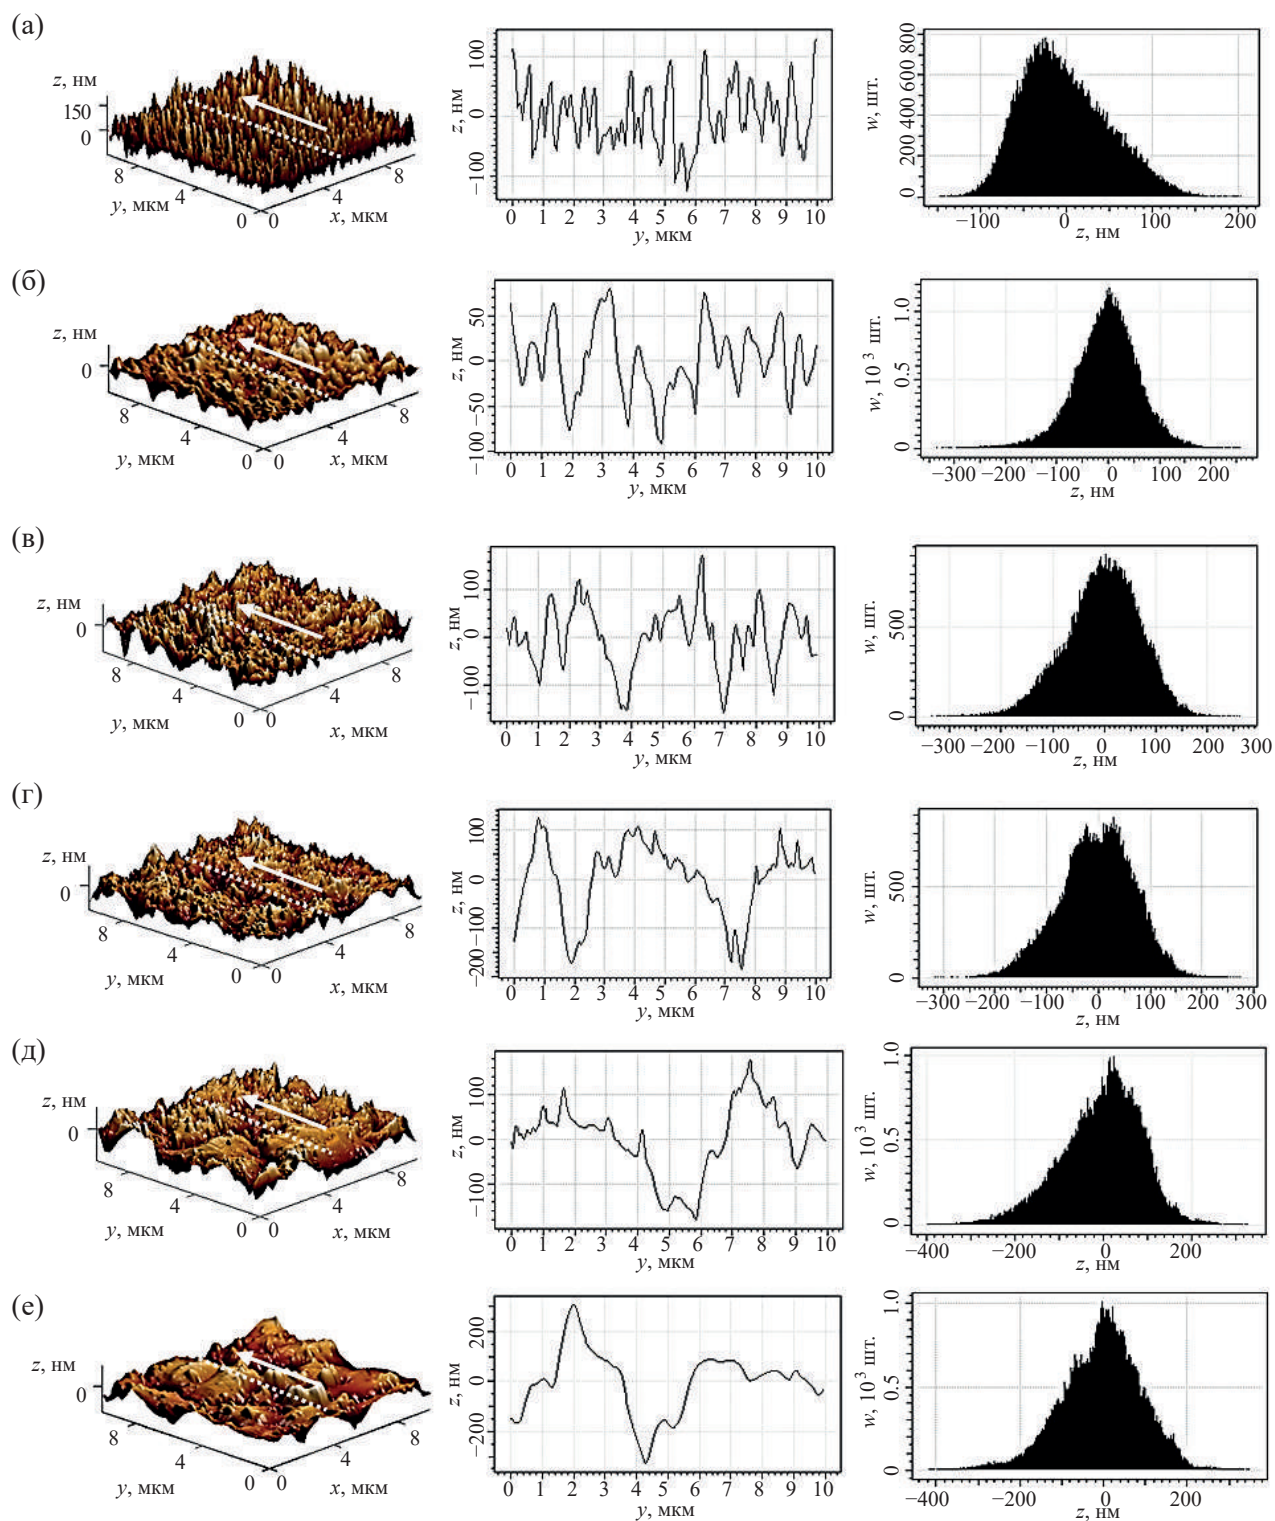 (а)
z, нм
150
0
8
4
0
y, мкм
0
4
8
x, мкм
z, нм
100
0
−100
0 1 2 3 4 5 6 7 8 9 10
y, мкм
w, шт.
800
600
400
200
0
−100 0 100 200
z, нм
(б)
z, нм
0
8
4
0
y, мкм
0
4
8
x, мкм
z, нм
50
0
−50
−100
0 1 2 3 4 5 6 7 8 9 10
y, мкм
w, 10³ шт.
1.0
0.5
0
−300 −200 −100 0 100 200
z, нм
(в)
z, нм
0
8
4
0
y, мкм
0
4
8
x, мкм
z, нм
100
0
−100
0 1 2 3 4 5 6 7 8 9 10
y, мкм
w, шт.
500
0
−300 −200 −100 0 100 200 300
z, нм
(г)
z, нм
0
8
4
0
y, мкм
0
4
8
x, мкм
z, нм
100
0
−100
−200
0 1 2 3 4 5 6 7 8 9 10
y, мкм
w, шт.
500
0
−300 −200 −100 0 100 200 300
z, нм
(д)
z, нм
0
8
4
0
y, мкм
0
4
8
x, мкм
z, нм
100
0
−100
0 1 2 3 4 5 6 7 8 9 10
y, мкм
w, 10³ шт.
1.0
0.5
0
−400 −200 0 200
z, нм
(е)
z, нм
0
8
4
0
y, мкм
0
4
8
x, мкм
z, нм
200
0
−200
0 1 2 3 4 5 6 7 8 9 10
y, мкм
w, 10³ шт.
1.0
0.5
0
−400 −200 0 200
z, нм